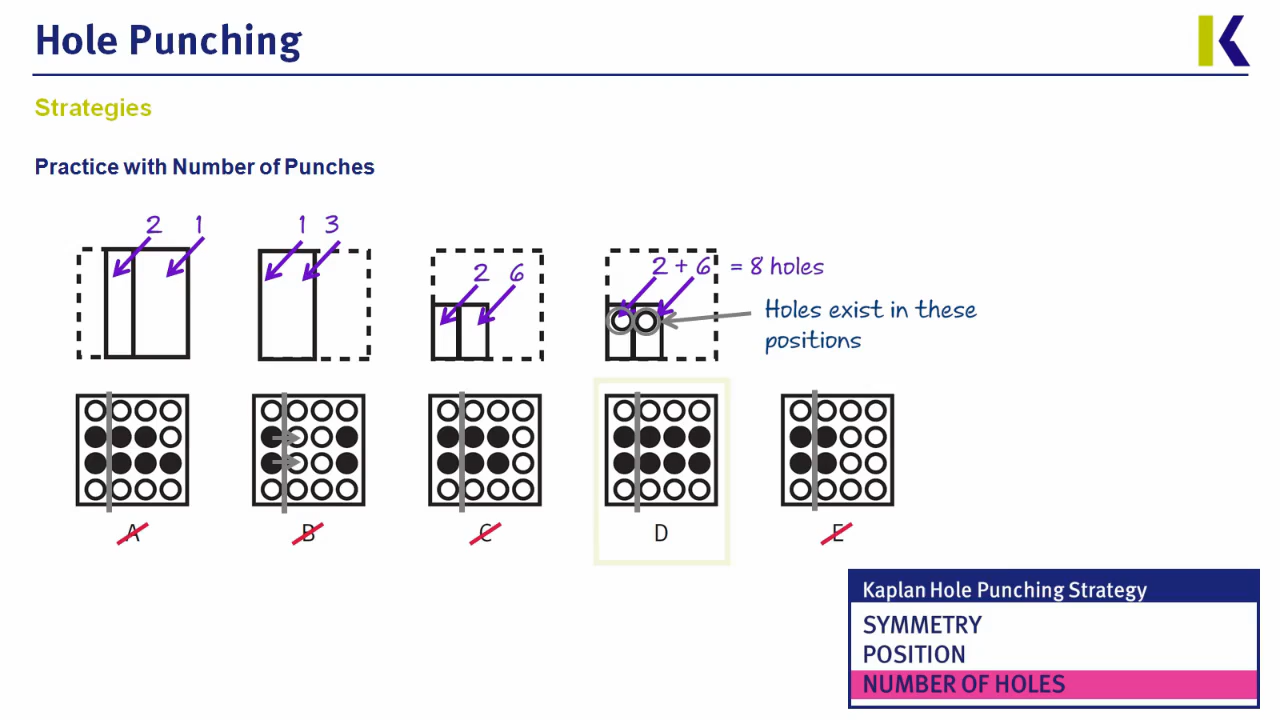 Hole Punching
K
Strategies
Practice with Number of Punches
2 1
1 3
2 6
2 + 6 = 8 holes
Holes exist in these
positions
A B C D E
Kaplan Hole Punching Strategy
SYMMETRY
POSITION
NUMBER OF HOLES